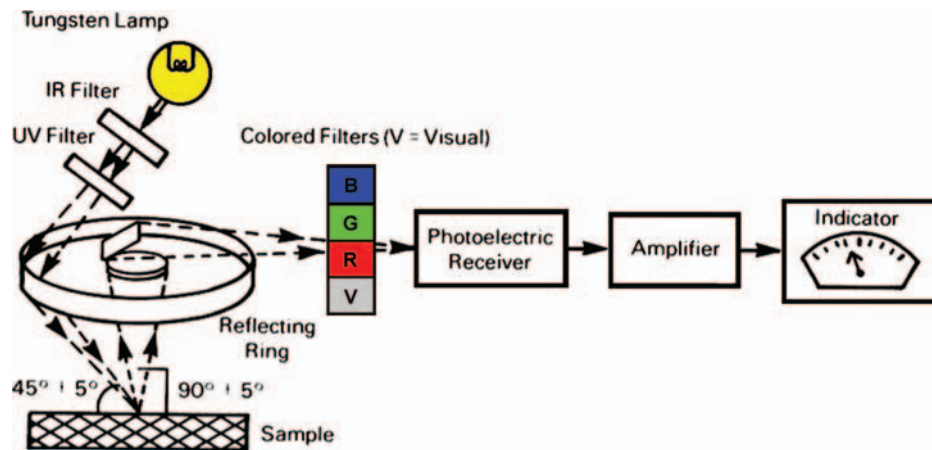 Tungsten Lamp
IR Filter
UV Filter
Colored Filters (V = Visual)
B
G
R
V
Photoelectric
Receiver
Amplifier
Indicator
Reflecting
Ring
45° + 5°
90° + 5°
Sample